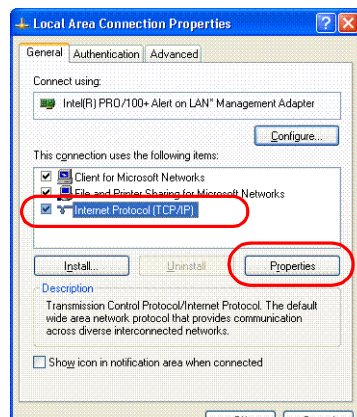 Local Area Connection Properties
General Authentication Advanced
Connect using:
Intel(R) PRO/100+ Alert on LAN* Management Adapter
Configure...
This connection uses the following items:
Client for Microsoft Networks
File and Printer Sharing for Microsoft Networks
Internet Protocol (TCP/IP)
Install... Uninstall Properties
Description
Transmission Control Protocol/Internet Protocol. The default
wide area network protocol that provides communication
across diverse interconnected networks.
Show icon in notification area when connected